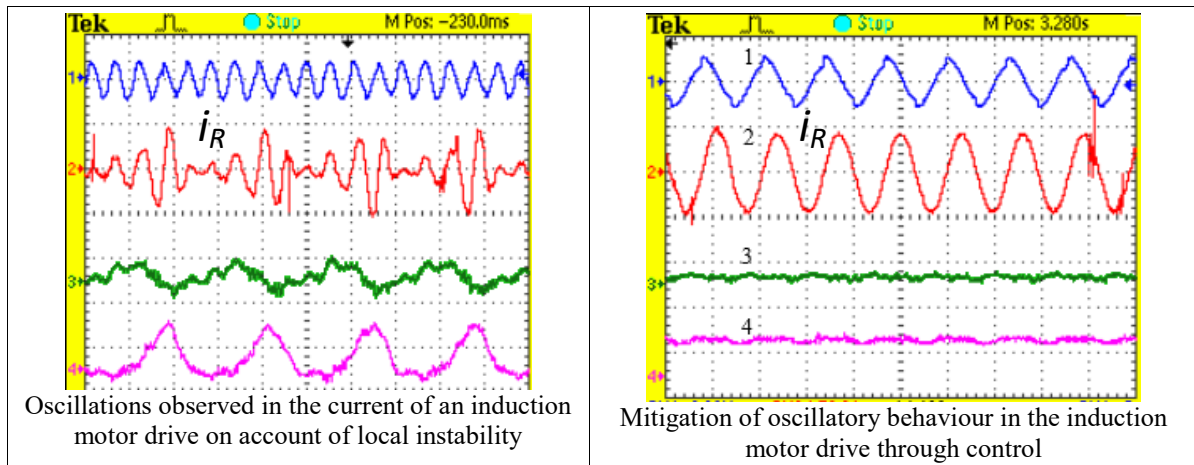 Tek Stop M Pos: -230.0ms
1
i_R
2
3
4
Oscillations observed in the current of an induction
motor drive on account of local instability
Tek Stop M Pos: 3.280s
1
1
i_R
2
2
3
3
4
4
Mitigation of oscillatory behaviour in the induction
motor drive through control